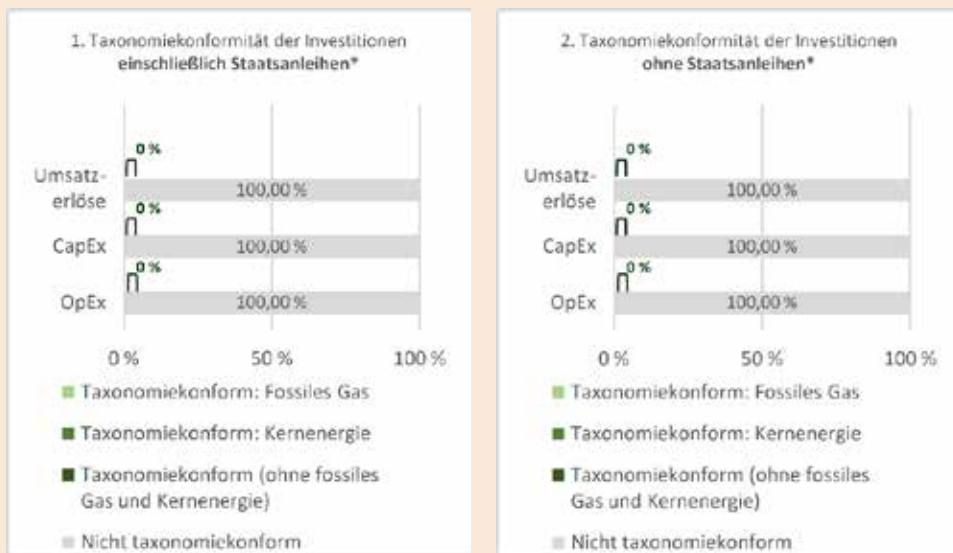 1. Taxonomiekonformität der Investitionen
einschließlich Staatsanleihen*
0 %
Umsatz-
erlöse
100,00 %
0 %
CapEx
100,00 %
0 %
OpEx
100,00 %
0 %
50 %
100 %
Taxonomiekonform: Fossiles Gas
Taxonomiekonform: Kernenergie
Taxonomiekonform (ohne fossiles
Gas und Kernenergie)
Nicht taxonomiekonform
2. Taxonomiekonformität der Investitionen
ohne Staatsanleihen*
0 %
Umsatz-
erlöse
100,00 %
0 %
CapEx
100,00 %
0 %
OpEx
100,00 %
0 %
50 %
100 %
Taxonomiekonform: Fossiles Gas
Taxonomiekonform: Kernenergie
Taxonomiekonform (ohne fossiles
Gas und Kernenergie)
Nicht taxonomiekonform